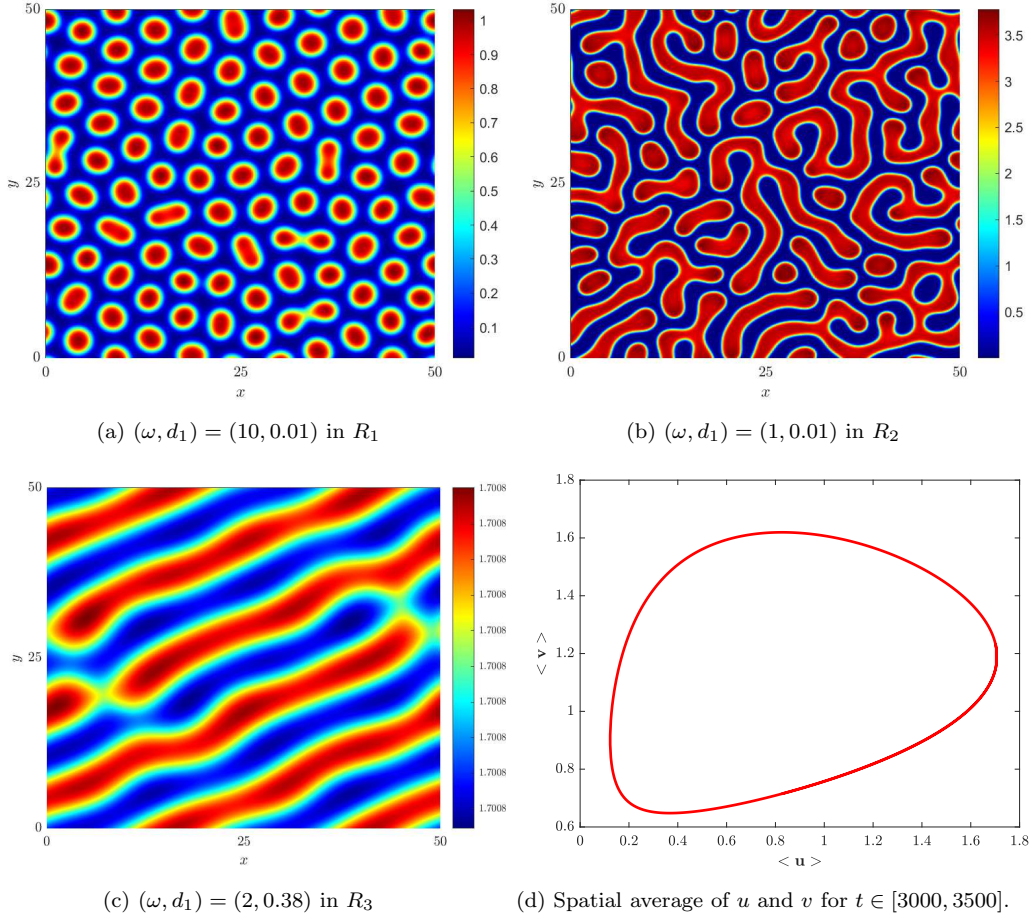 50
25
0
y
0 25 50
x
1
0.9
0.8
0.7
0.6
0.5
0.4
0.3
0.2
0.1
(a) (ω, d₁) = (10, 0.01) in R₁
50
25
0
y
0 25 50
x
3.5
3
2.5
2
1.5
1
0.5
(b) (ω, d₁) = (1, 0.01) in R₂
50
25
0
y
0 25 50
x
1.7008
1.7008
1.7008
1.7008
1.7008
1.7008
1.7008
1.7008
(c) (ω, d₁) = (2, 0.38) in R₃
1.8
1.6
1.4
1.2
1
0.8
0.6
< v >
0 0.2 0.4 0.6 0.8 1 1.2 1.4 1.6 1.8
< u >
(d) Spatial average of u and v for t ∈ [3000, 3500].